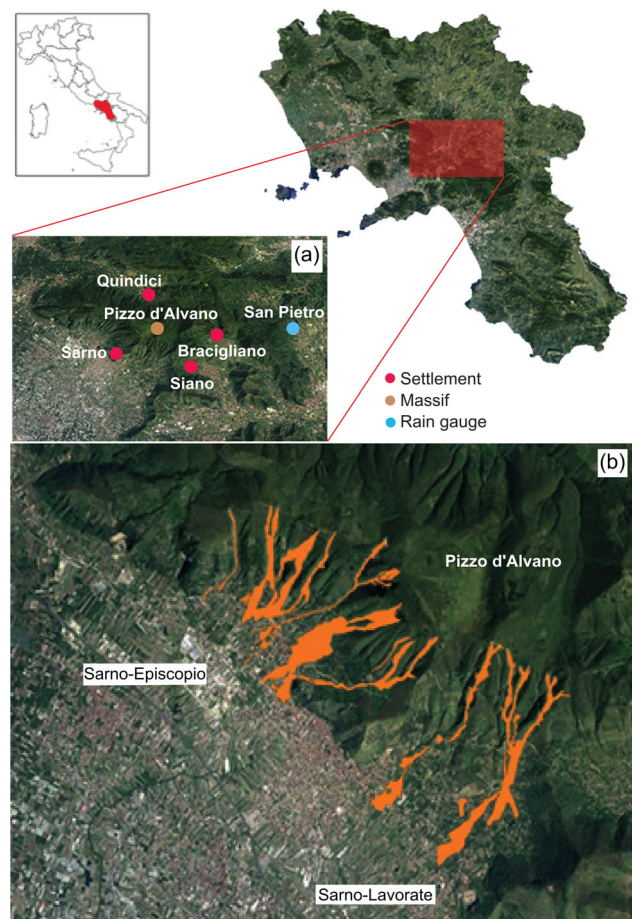 (a)
Quindici
Pizzo d'Alvano
San Pietro
Sarno
Bracigliano
Siano
Settlement
Massif
Rain gauge
(b)
Pizzo d'Alvano
Sarno-Episcopio
Sarno-Lavorate